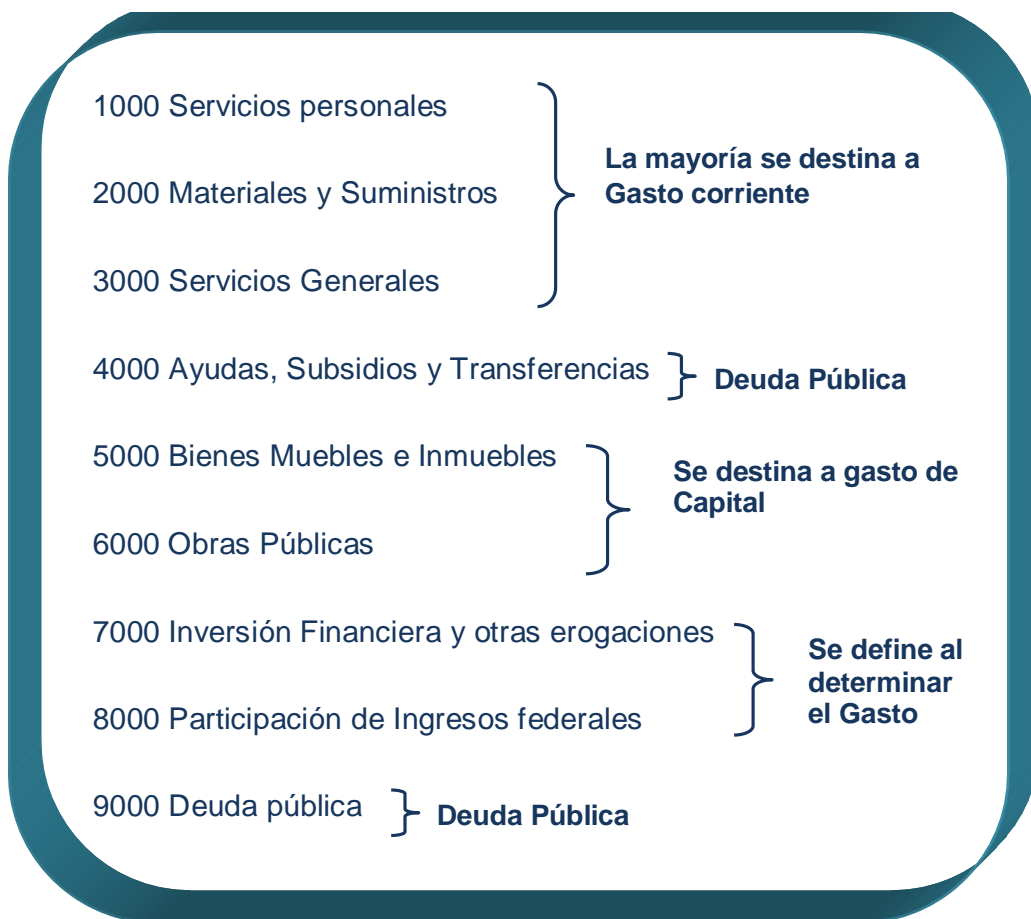 1000 Servicios personales
2000 Materiales y Suministros
3000 Servicios Generales
La mayoría se destina a
Gasto corriente
4000 Ayudas, Subsidios y Transferencias
Deuda Pública
5000 Bienes Muebles e Inmuebles
6000 Obras Públicas
Se destina a gasto de
Capital
7000 Inversión Financiera y otras erogaciones
8000 Participación de Ingresos federales
Se define al
determinar
el Gasto
9000 Deuda pública
Deuda Pública